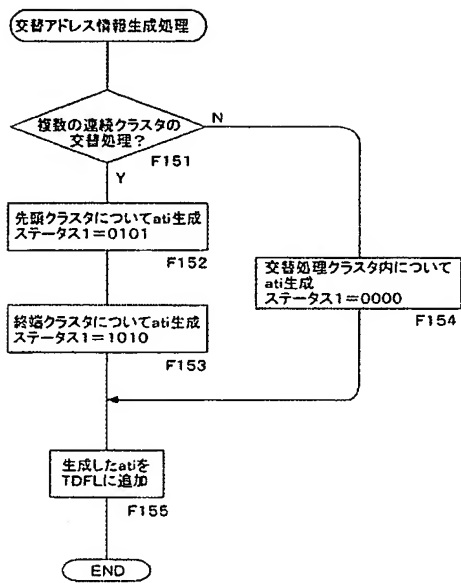 交替アドレス情報生成処理
複数の連続クラスタの
交替処理？
N
F151
Y
先頭クラスタについてati生成
ステータス1＝0101
F152
交替処理クラスタ内について
ati生成
ステータス1＝0000
F154
終端クラスタについてati生成
ステータス1＝1010
F153
生成したatiを
TDFLに追加
F155
END